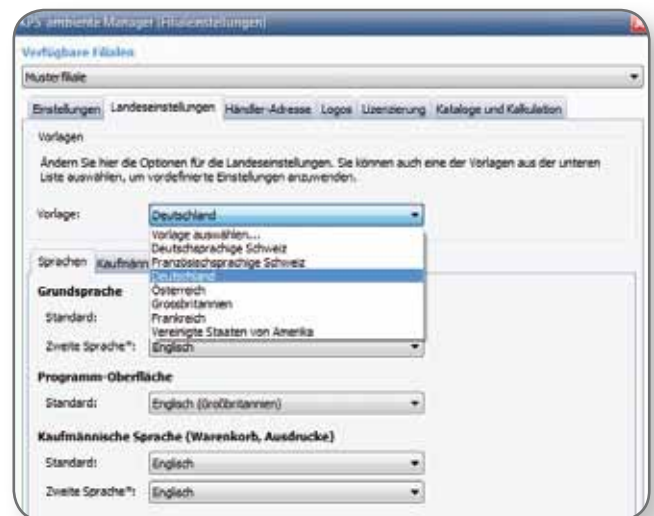 KPS ambiente Manager (Filialeinstellungen)
Verfügbare Filialen
Musterfiliale
Einstellungen Landeseinstellungen Händler-Adresse Logos Lizenzierung Kataloge und Kalkulation
Vorlagen
Ändern Sie hier die Optionen für die Landeseinstellungen. Sie können auch eine der Vorlagen aus der unteren
Liste auswählen, um vordefinierte Einstellungen anzuwenden.
Vorlage: Deutschland
Vorlage auswählen...
Deutschsprachige Schweiz
Sprachen Kaufmänn Französischsprachige Schweiz
Deutschland
Grundsprache Österreich
Grossbritannien
Standard: Frankreich
Vereinigte Staaten von Amerika
Zweite Sprache*: Englisch
Programm-Oberfläche
Standard: Englisch (Großbritannien)
Kaufmännische Sprache (Warenkorb, Ausdrucke)
Standard: Englisch
Zweite Sprache*: Englisch